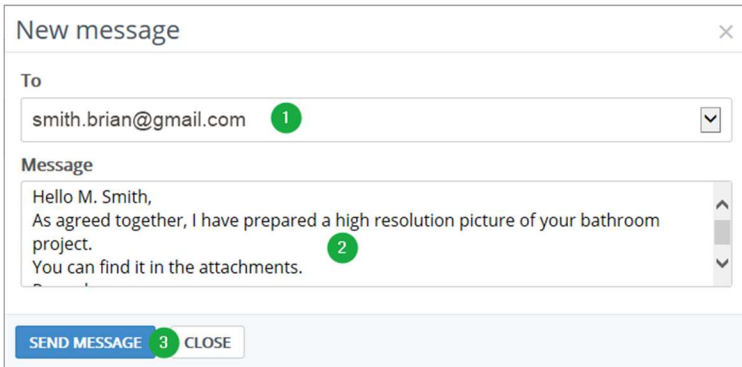 New message ×
To
smith.brian@gmail.com 1
Message
Hello M. Smith,
As agreed together, I have prepared a high resolution picture of your bathroom
project.
2
You can find it in the attachments.
SEND MESSAGE 3 CLOSE